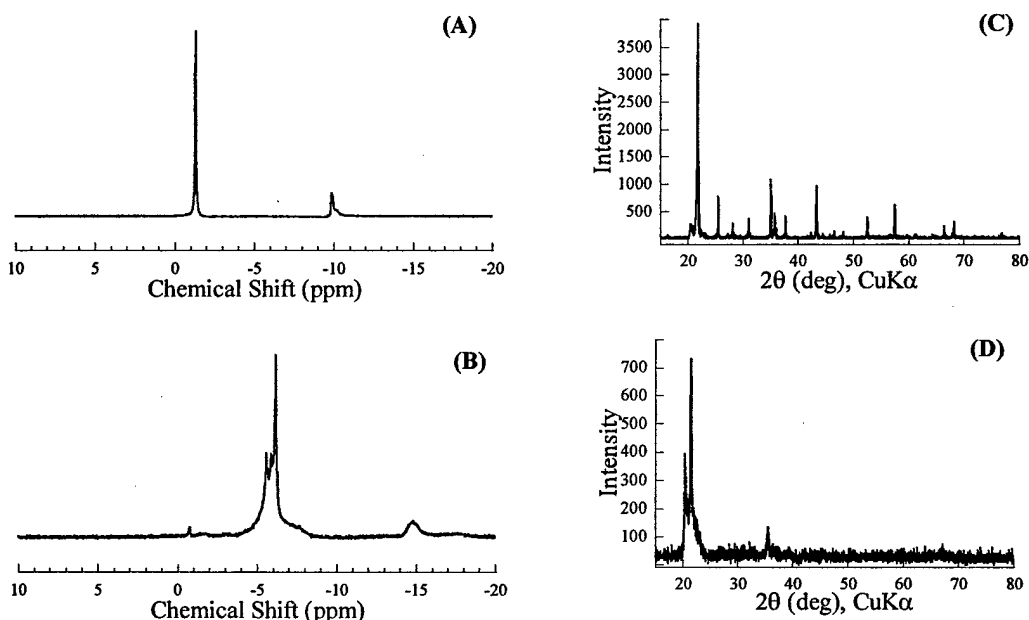 (A)
10 5 0 -5 -10 -15 -20
Chemical Shift (ppm)
(B)
10 5 0 -5 -10 -15 -20
Chemical Shift (ppm)
(C)
Intensity
3500
3000
2500
2000
1500
1000
500
20 30 40 50 60 70 80
2θ (deg), CuKα
(D)
Intensity
700
600
500
400
300
200
100
20 30 40 50 60 70 80
2θ (deg), CuKα